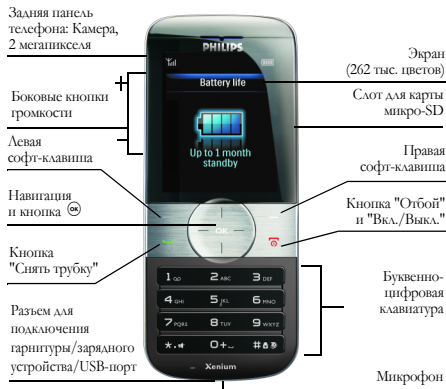 Задняя панель
телефона: Камера,
2 мегапикселя
Боковые кнопки
громкости
Левая
софт-клавиша
Навигация
и кнопка OK
Кнопка
"Снять трубку"
Разъем для
подключения
гарнитуры/зарядного
устройства/USB-порт
PHILIPS
Battery life
Up to 1 month
standby
OK
1 ∞ 2 ABC 3 DEF
4 GHI 5 JKL 6 MNO
7 PQRS 8 TUV 9 WXYZ
*. 0+_ #
Xenium
Экран
(262 тыс. цветов)
Слот для карты
микро-SD
Правая
софт-клавиша
Кнопка "Отбой"
и "Вкл./Выкл."
Буквенно-
цифровая
клавиатура
Микрофон